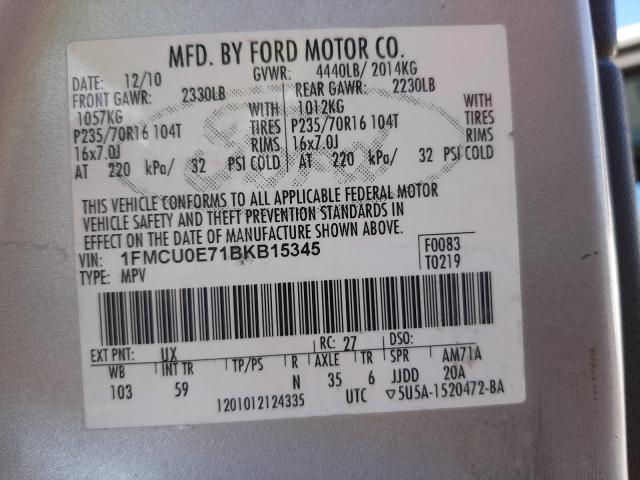 MFD. BY FORD MOTOR CO.
DATE: 12/10 GVWR: 4440LB/ 2014KG
FRONT GAWR: 2330LB REAR GAWR: 2230LB
1057KG WITH 1012KG WITH
P235/70R16 104T TIRES P235/70R16 104T TIRES
16x7.0J RIMS 16x7.0J RIMS
AT 220 kPa/ 32 PSI COLD AT 220 kPa/ 32 PSI COLD
THIS VEHICLE CONFORMS TO ALL APPLICABLE FEDERAL MOTOR
VEHICLE SAFETY AND THEFT PREVENTION STANDARDS IN
EFFECT ON THE DATE OF MANUFACTURE SHOWN ABOVE.
VIN: 1FMCU0E71BKB15345 F0083
TYPE: MPV T0219
EXT PNT: UX RC: 27 DSO:
WB INT TR TP/PS R AXLE TR SPR AM71A
103 59 N 35 6 JJDD 20A
1201012124335 UTC ▽5U5A-1520472-BA